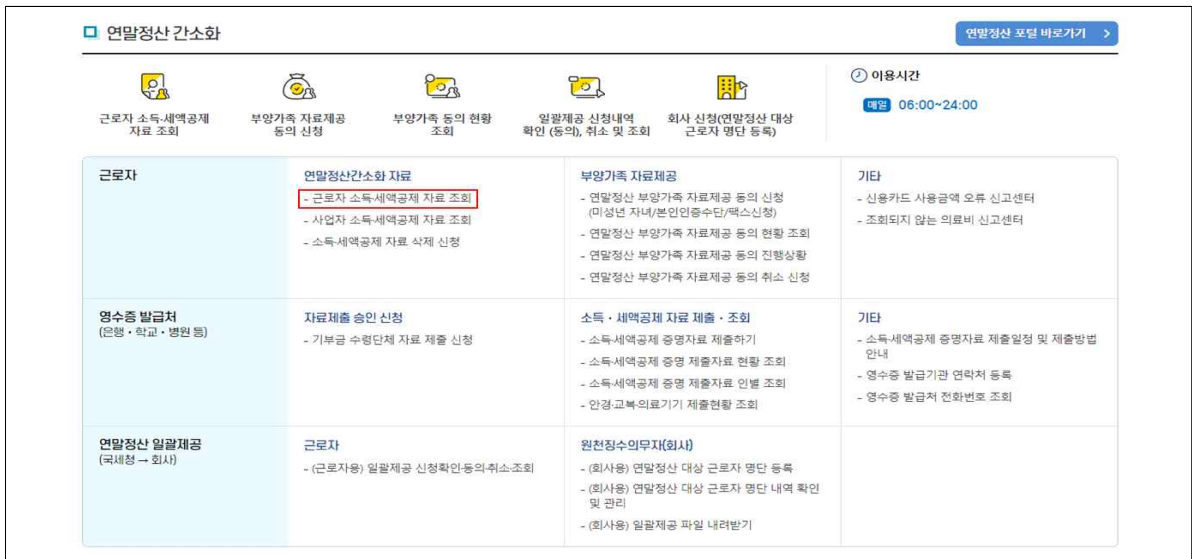 연말정산 간소화
연말정산 포털 바로가기 >
근로자 소득·세액공제
자료 조회
부양가족 자료제공
동의 신청
부양가족 동의 현황
조회
일괄제공 신청내역
확인 (동의), 취소 및 조회
회사 신청(연말정산 대상
근로자 명단 등록)
이용시간
매일 06:00~24:00
근로자
연말정산간소화 자료
- 근로자 소득·세액공제 자료 조회
- 사업자 소득·세액공제 자료 조회
- 소득·세액공제 자료 삭제 신청
부양가족 자료제공
- 연말정산 부양가족 자료제공 동의 신청
(미성년 자녀/본인인증수단/팩스신청)
- 연말정산 부양가족 자료제공 동의 현황 조회
- 연말정산 부양가족 자료제공 동의 진행상황
- 연말정산 부양가족 자료제공 동의 취소 신청
기타
- 신용카드 사용금액 오류 신고센터
- 조회되지 않는 의료비 신고센터
영수증 발급처
(은행・학교・병원 등)
자료제출 승인 신청
- 기부금 수령단체 자료 제출 신청
소득・세액공제 자료 제출・조회
- 소득·세액공제 증명자료 제출하기
- 소득·세액공제 증명 제출자료 현황 조회
- 소득·세액공제 증명 제출자료 인별 조회
- 안경·교복·의료기기 제출현황 조회
기타
- 소득·세액공제 증명자료 제출일정 및 제출방법
안내
- 영수증 발급기관 연락처 등록
- 영수증 발급처 전화번호 조회
연말정산 일괄제공
(국세청 → 회사)
근로자
- (근로자용) 일괄제공 신청확인·동의·취소·조회
원천징수의무자(회사)
- (회사용) 연말정산 대상 근로자 명단 등록
- (회사용) 연말정산 대상 근로자 명단 내역 확인
및 관리
- (회사용) 일괄제공 파일 내려받기